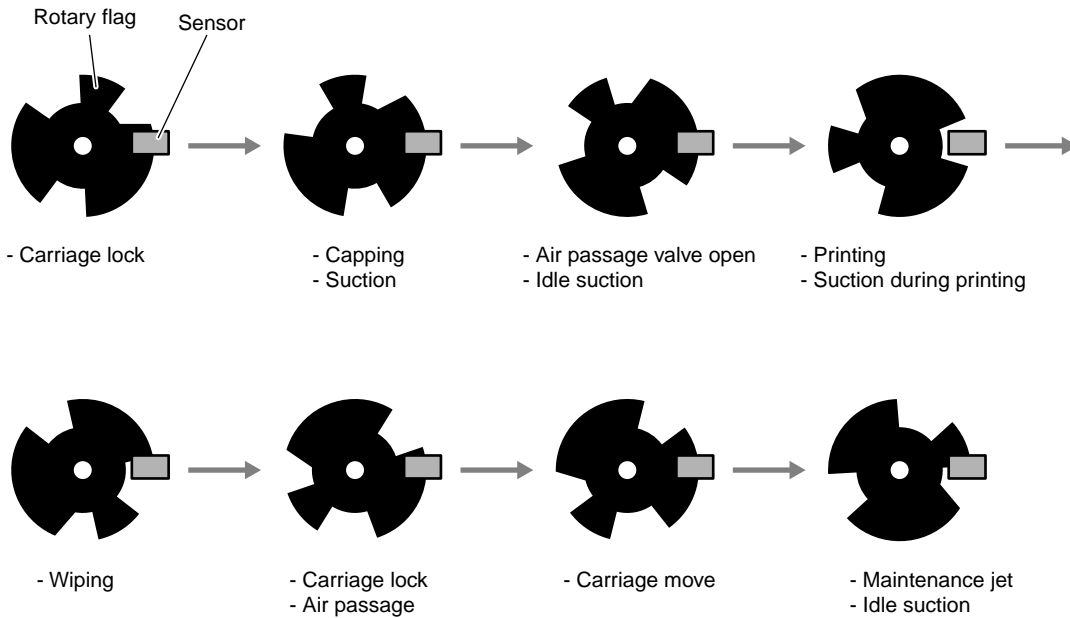 Rotary flag
Sensor
- Carriage lock
- Capping
- Suction
- Air passage valve open
- Idle suction
- Printing
- Suction during printing
- Wiping
- Carriage lock
- Air passage
- Carriage move
- Maintenance jet
- Idle suction